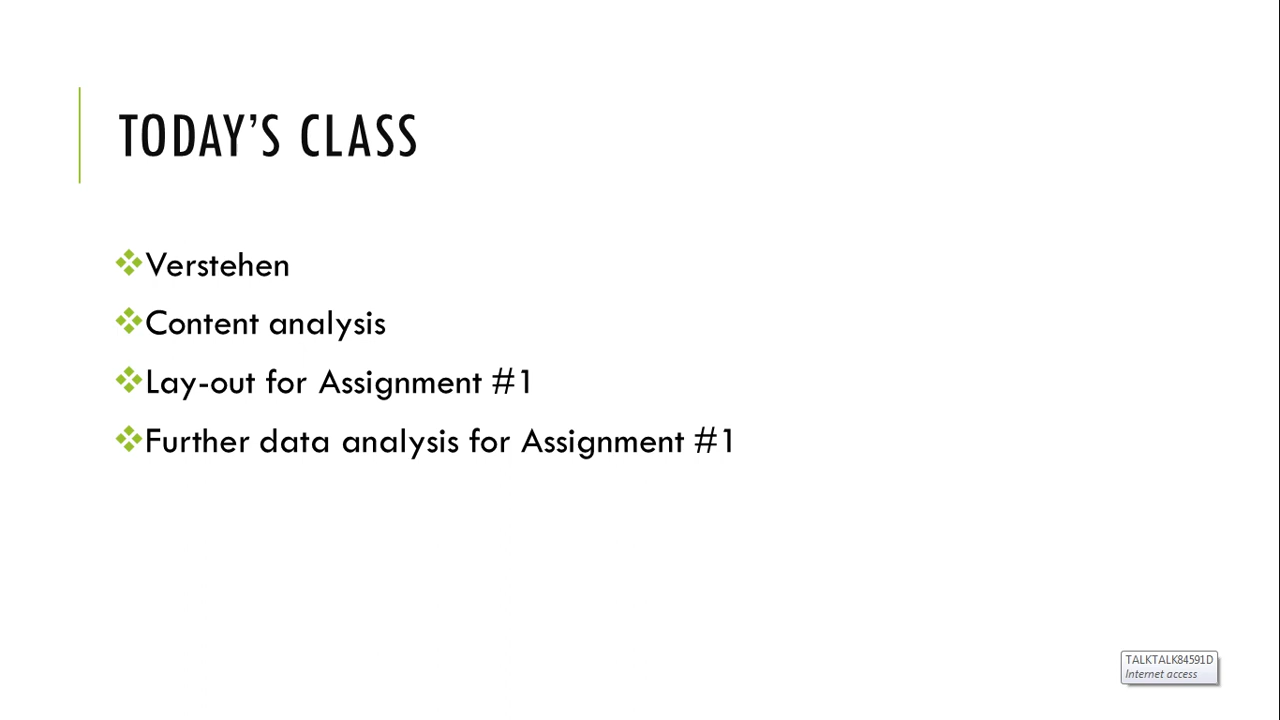 TODAY'S CLASS
Verstehen
Content analysis
Lay-out for Assignment #1
Further data analysis for Assignment #1
TALKTALK84591D
Internet access